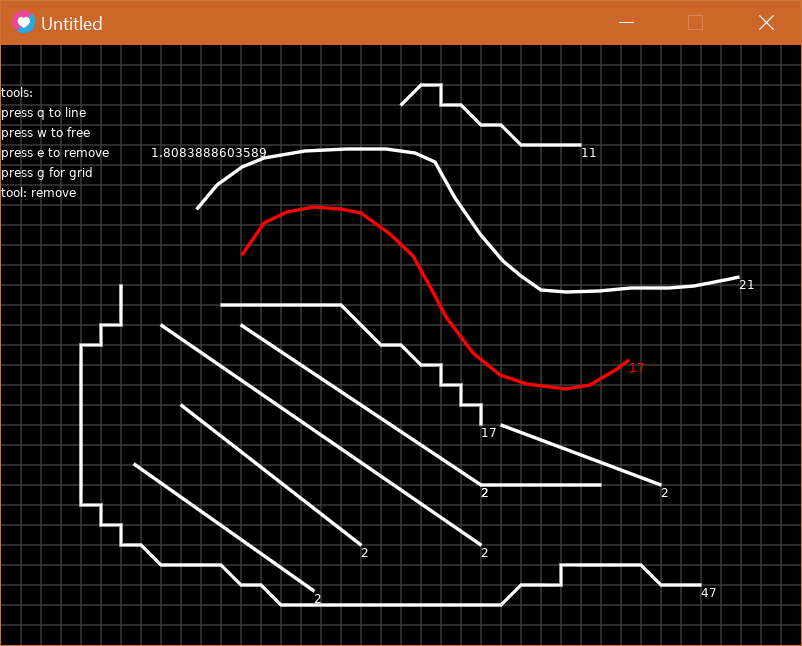 Untitled
tools:
press q to line
press w to free
press e to remove
press g for grid
tool: remove
1.8083888603589
11
21
17
17
2
2
2
2
2
47